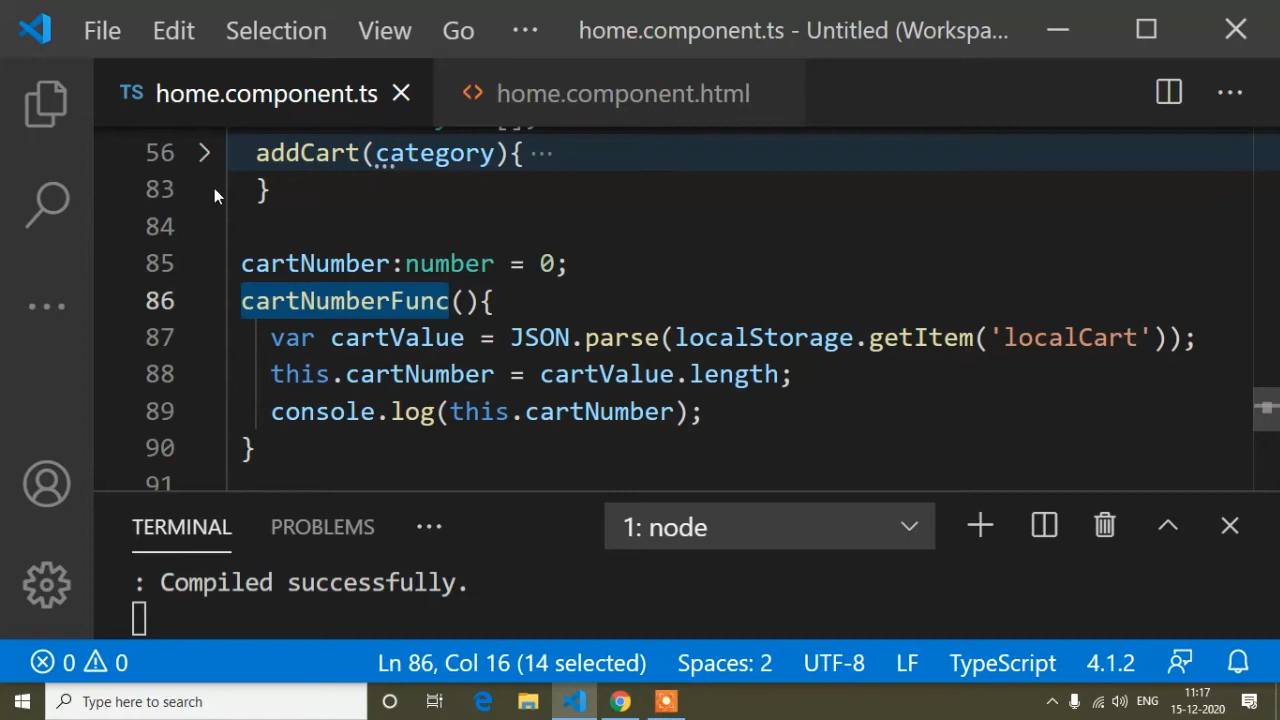 File Edit Selection View Go ··· home.component.ts - Untitled (Workspa...
TS home.component.ts home.component.html
56 addCart(category){ ···
83 }
84
85 cartNumber:number = 0;
86 cartNumberFunc(){
87 var cartValue = JSON.parse(localStorage.getItem('localCart'));
88 this.cartNumber = cartValue.length;
89 console.log(this.cartNumber);
90 }
91
TERMINAL PROBLEMS ··· 1: node
: Compiled successfully.
0 0 Ln 86, Col 16 (14 selected) Spaces: 2 UTF-8 LF TypeScript 4.1.2
Type here to search ENG 11:17
15-12-2020